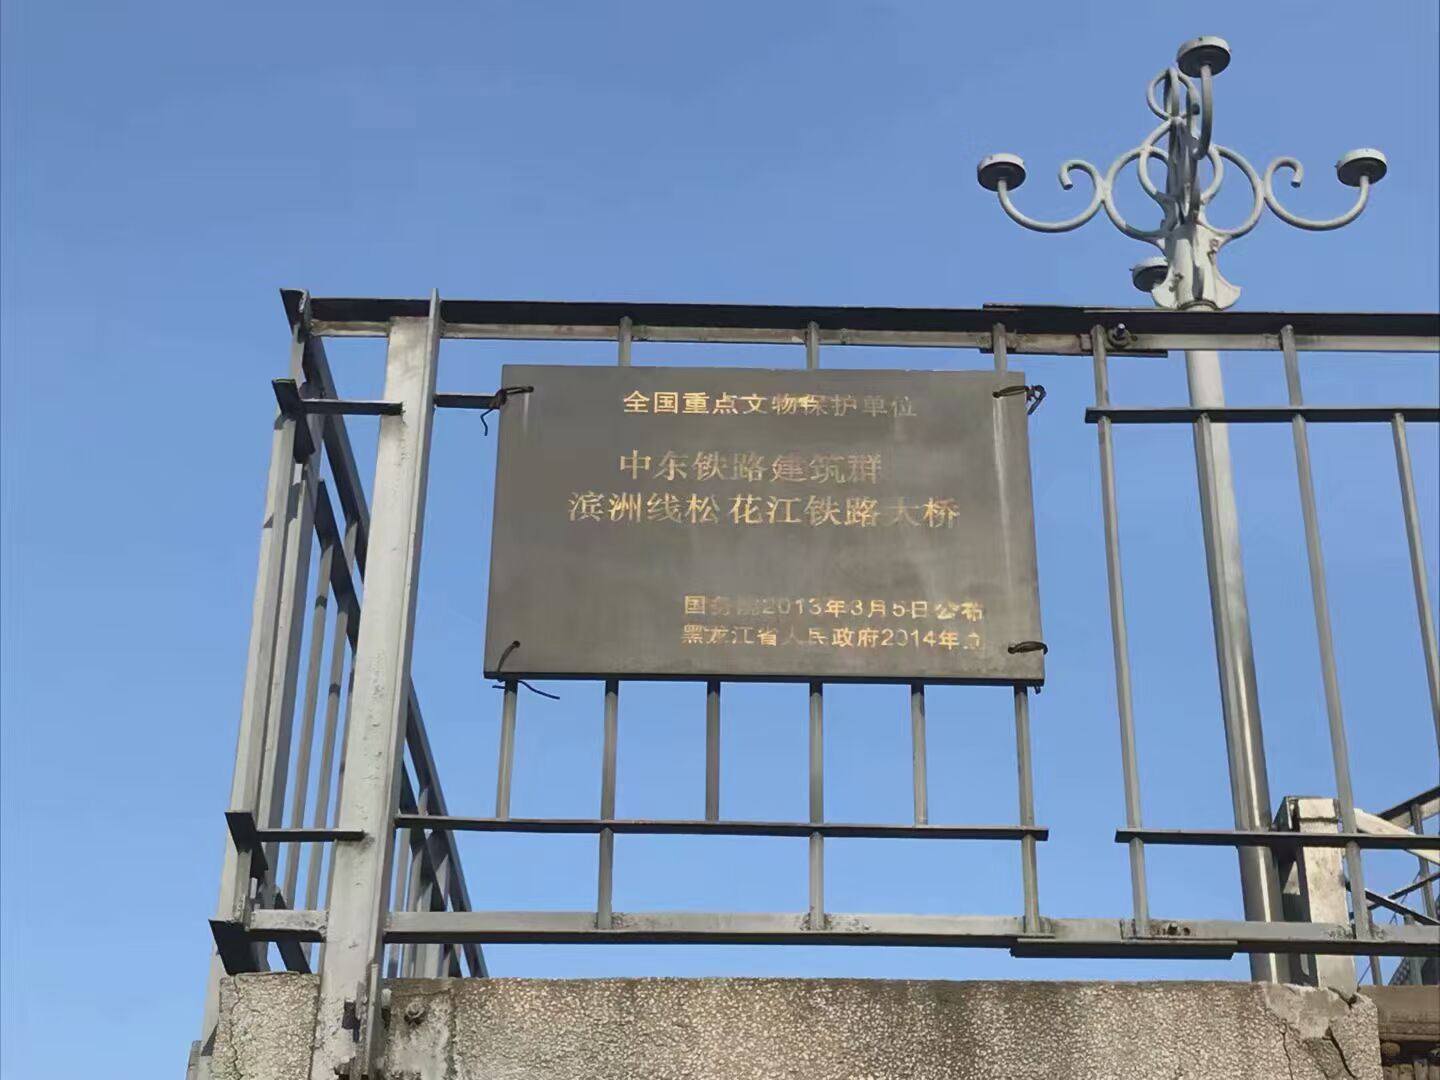 全国重点文物保护单位
中东铁路建筑群
滨洲线松花江铁路大桥
国务院2013年3月5日公布
黑龙江省人民政府2014年立